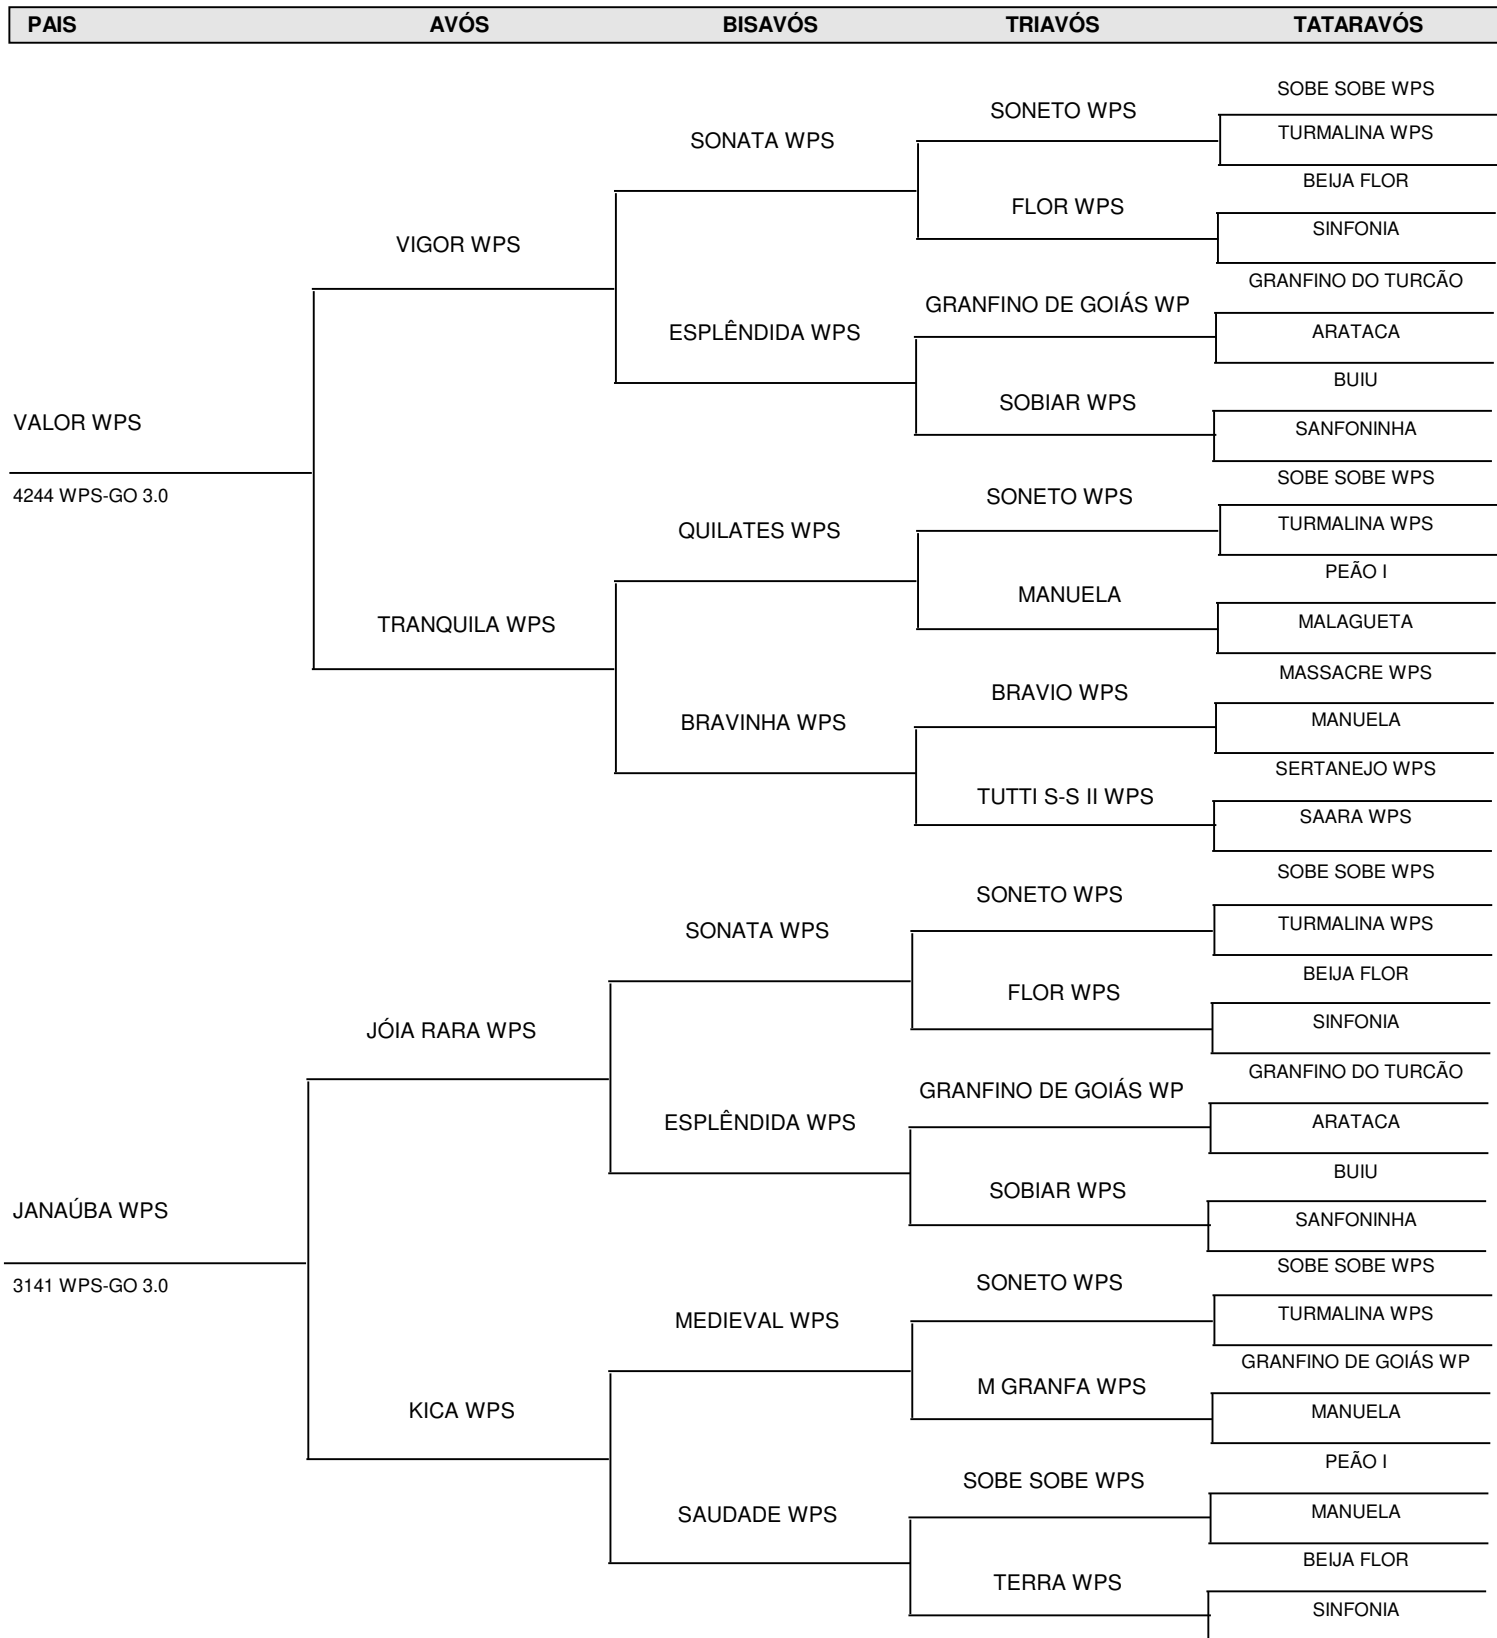 PAIS AVÓS BISAVÓS TRIAVÓS TATARAVÓS
SOBE SOBE WPS
SONETO WPS
TURMALINA WPS
SONATA WPS
BEIJA FLOR
FLOR WPS
SINFONIA
VIGOR WPS
GRANFINO DO TURCÃO
GRANFINO DE GOIÁS WP
ARATACA
ESPLÊNDIDA WPS
BUIU
SOBIAR WPS
VALOR WPS
SANFONINHA
SOBE SOBE WPS
4244 WPS-GO 3.0
SONETO WPS
TURMALINA WPS
QUILATES WPS
PEÃO I
MANUELA
MALAGUETA
TRANQUILA WPS
MASSACRE WPS
BRAVIO WPS
MANUELA
BRAVINHA WPS
SERTANEJO WPS
TUTTI S-S II WPS
SAARA WPS
SOBE SOBE WPS
SONETO WPS
TURMALINA WPS
SONATA WPS
BEIJA FLOR
FLOR WPS
SINFONIA
JÓIA RARA WPS
GRANFINO DO TURCÃO
GRANFINO DE GOIÁS WP
ARATACA
ESPLÊNDIDA WPS
BUIU
SOBIAR WPS
JANAÚBA WPS
SANFONINHA
SOBE SOBE WPS
3141 WPS-GO 3.0
SONETO WPS
TURMALINA WPS
MEDIEVAL WPS
GRANFINO DE GOIÁS WP
M GRANFA WPS
KICA WPS
MANUELA
PEÃO I
SOBE SOBE WPS
MANUELA
SAUDADE WPS
BEIJA FLOR
TERRA WPS
SINFONIA